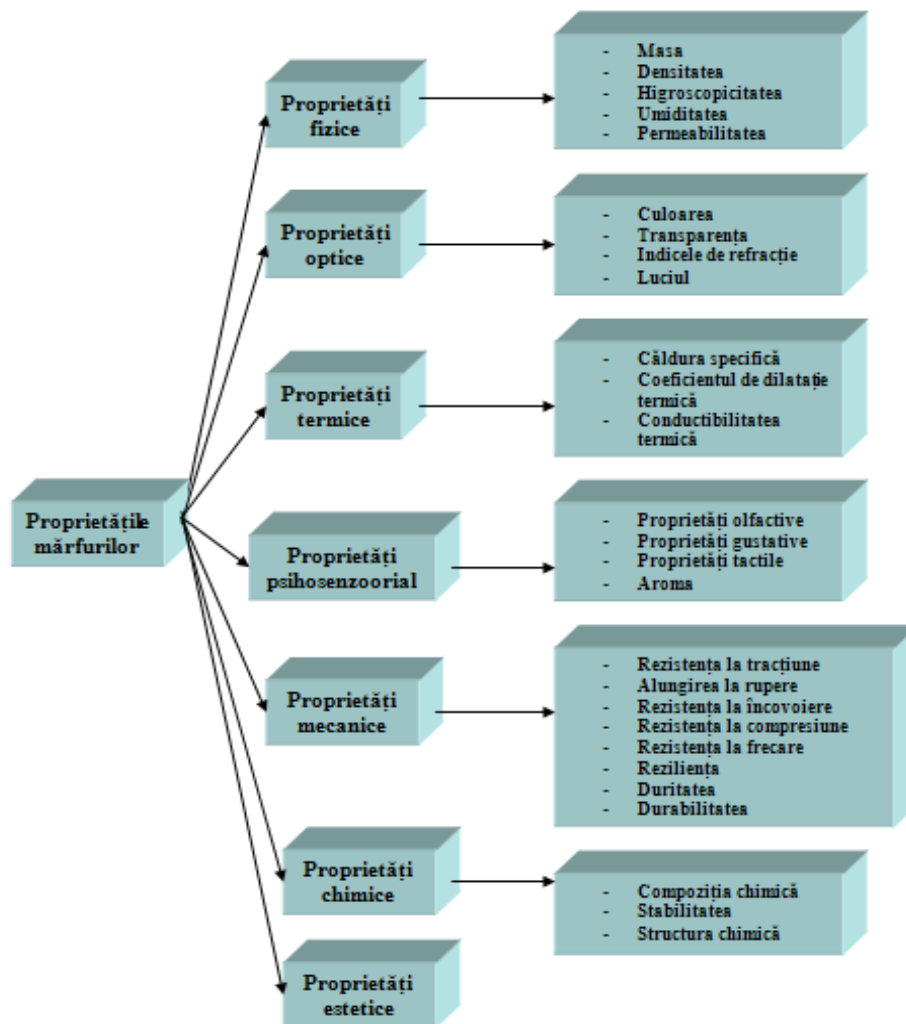 Proprietățile
mărfurilor
Proprietăți
fizice
- Masa
- Densitatea
- Higroscopicitatea
- Umiditatea
- Permeabilitatea
Proprietăți
optice
- Culoarea
- Transparența
- Indicele de refracție
- Luciul
Proprietăți
termice
- Căldura specifică
- Coeficientul de dilatație
termică
- Conductibilitatea
termică
Proprietăți
psihosenzoorial
- Proprietăți olfactive
- Proprietăți gustative
- Proprietăți tactile
- Aroma
Proprietăți
mecanice
- Rezistența la tracțiune
- Alungirea la rupere
- Rezistența la încovoiere
- Rezistența la compresiune
- Rezistența la frecare
- Reziliența
- Duritatea
- Durabilitatea
Proprietăți
chimice
- Compoziția chimică
- Stabilitatea
- Structura chimică
Proprietăți
estetice